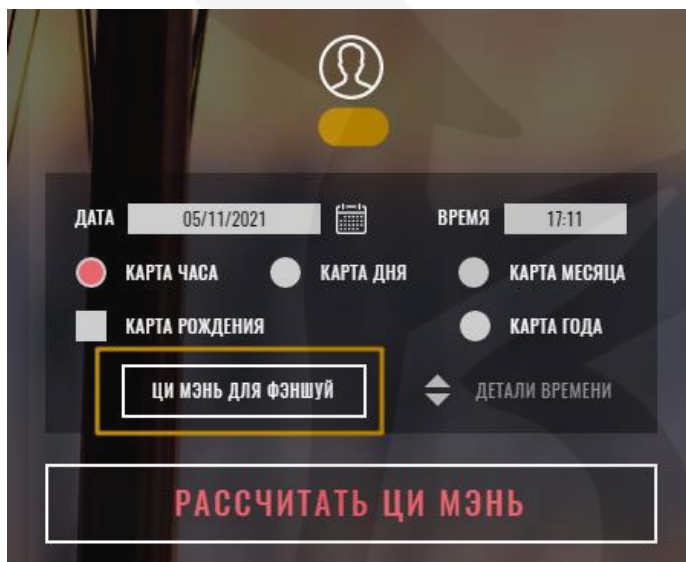 ДАТА 05/11/2021 ВРЕМЯ 17:11
КАРТА ЧАСА КАРТА ДНЯ КАРТА МЕСЯЦА
КАРТА РОЖДЕНИЯ КАРТА ГОДА
ЦИ МЭНЬ ДЛЯ ФЭНШУЙ ДЕТАЛИ ВРЕМЕНИ
РАССЧИТАТЬ ЦИ МЭНЬ